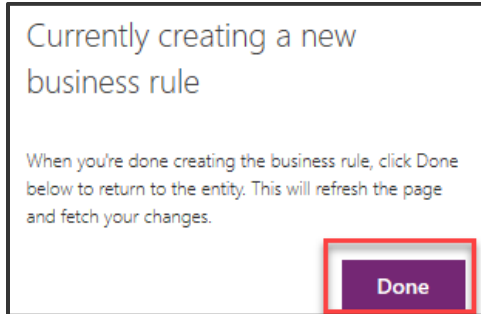 Currently creating a new
business rule
When you're done creating the business rule, click Done
below to return to the entity. This will refresh the page
and fetch your changes.
Done